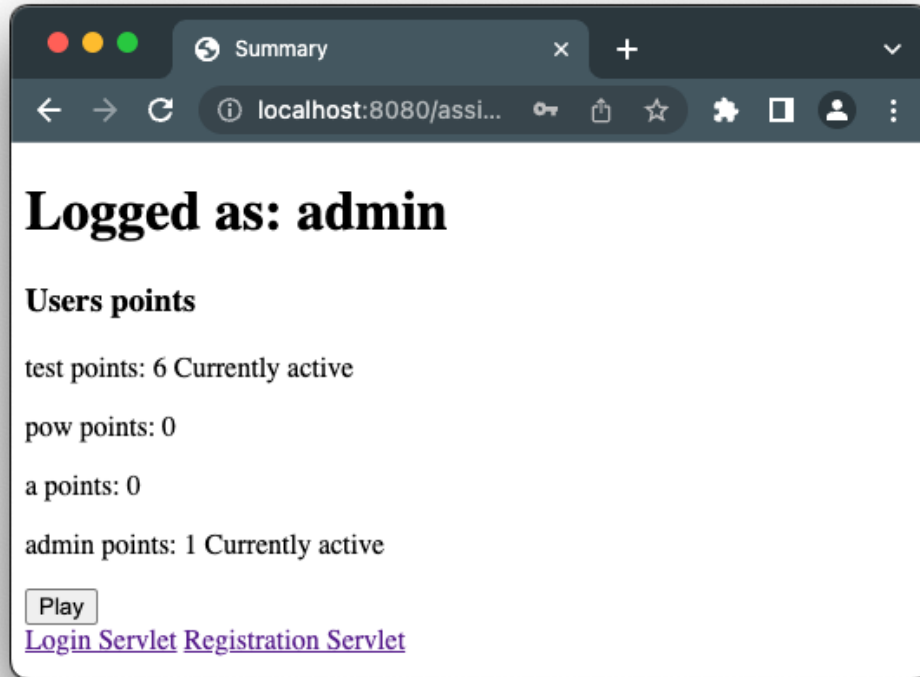 Summary
localhost:8080/assi...
Logged as: admin
Users points
test points: 6 Currently active
pow points: 0
a points: 0
admin points: 1 Currently active
Play
Login Servlet Registration Servlet